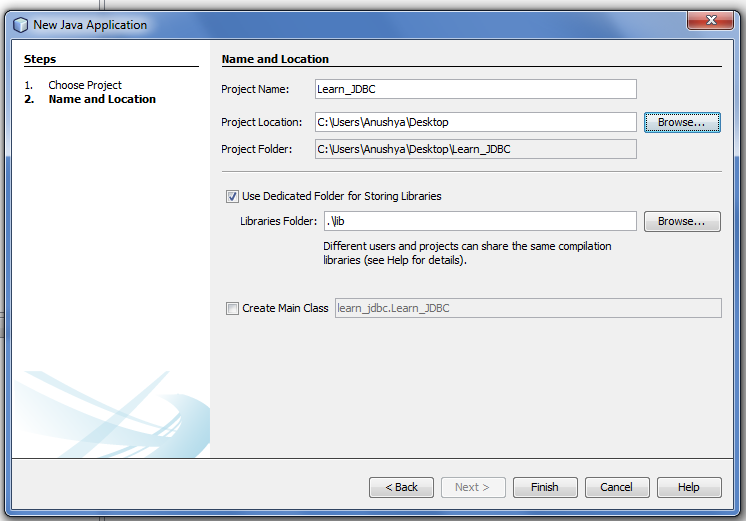 New Java Application
Steps
1. Choose Project
2. Name and Location
Name and Location
Project Name: Learn_JDBC
Project Location: C:\Users\Anushya\Desktop Browse...
Project Folder: C:\Users\Anushya\Desktop\Learn_JDBC
Use Dedicated Folder for Storing Libraries
Libraries Folder: .\lib Browse...
Different users and projects can share the same compilation
libraries (see Help for details).
Create Main Class learn_jdbc.Learn_JDBC
< Back Next > Finish Cancel Help